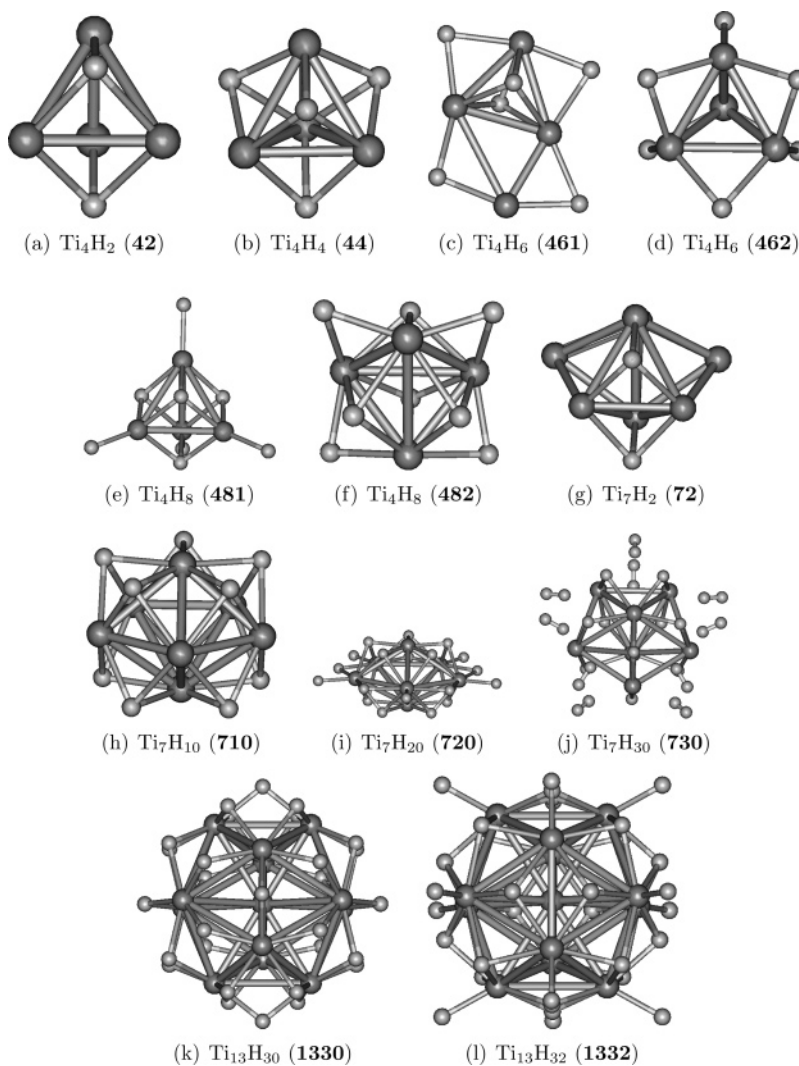 (a) Ti₄H₂ (42) (b) Ti₄H₄ (44) (c) Ti₄H₆ (461) (d) Ti₄H₆ (462)
(e) Ti₄H₈ (481) (f) Ti₄H₈ (482) (g) Ti₇H₂ (72)
(h) Ti₇H₁₀ (710) (i) Ti₇H₂₀ (720) (j) Ti₇H₃₀ (730)
(k) Ti₁₃H₃₀ (1330) (l) Ti₁₃H₃₂ (1332)